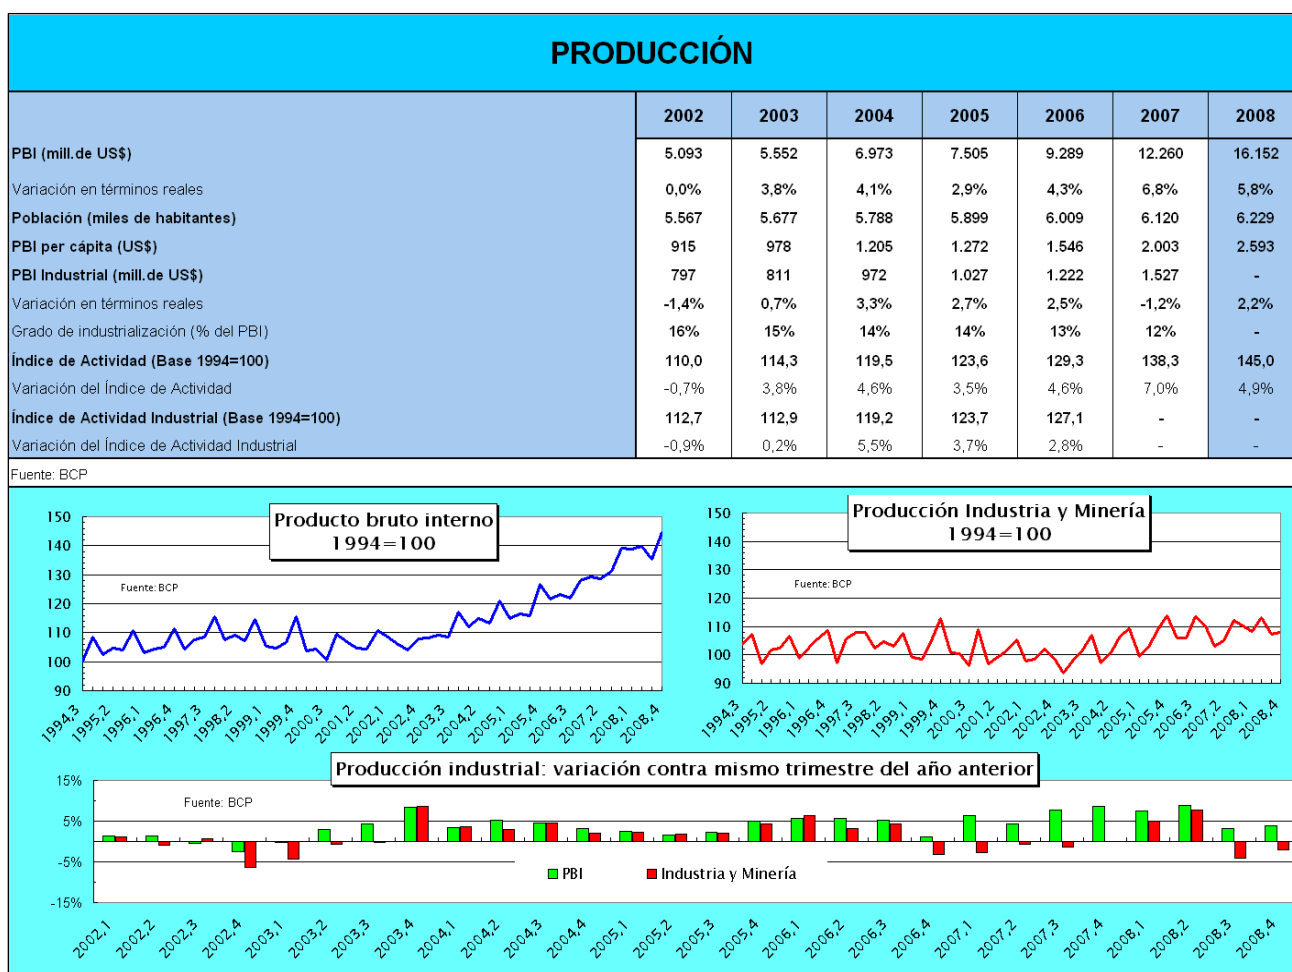 PRODUCCIÓN
2002 2003 2004 2005 2006 2007 2008
PBI (mill.de US$) 5.093 5.552 6.973 7.505 9.289 12.260 16.152
Variación en términos reales 0,0% 3,8% 4,1% 2,9% 4,3% 6,8% 5,8%
Población (miles de habitantes) 5.567 5.677 5.788 5.899 6.009 6.120 6.229
PBI per cápita (US$) 915 978 1.205 1.272 1.546 2.003 2.593
PBI Industrial (mill.de US$) 797 811 972 1.027 1.222 1.527 -
Variación en términos reales -1,4% 0,7% 3,3% 2,7% 2,5% -1,2% 2,2%
Grado de industrialización (% del PBI) 16% 15% 14% 14% 13% 12% -
Índice de Actividad (Base 1994=100) 110,0 114,3 119,5 123,6 129,3 138,3 145,0
Variación del Índice de Actividad -0,7% 3,8% 4,6% 3,5% 4,6% 7,0% 4,9%
Índice de Actividad Industrial (Base 1994=100) 112,7 112,9 119,2 123,7 127,1 - -
Variación del Índice de Actividad Industrial -0,9% 0,2% 5,5% 3,7% 2,8% - -
Fuente: BCP
Producto bruto interno
1994=100
Fuente: BCP
150
140
130
120
110
100
90
1994,3 1995,2 1996,1 1996,4 1997,3 1998,2 1999,1 1999,4 2000,3 2001,2 2002,1 2002,4 2003,3 2004,2 2005,1 2005,4 2006,3 2007,2 2008,1 2008,4
Producción Industria y Minería
1994=100
Fuente: BCP
150
140
130
120
110
100
90
1994,3 1995,2 1996,1 1996,4 1997,3 1998,2 1999,1 1999,4 2000,3 2001,2 2002,1 2002,4 2003,3 2004,2 2005,1 2005,4 2006,3 2007,2 2008,1 2008,4
Producción industrial: variación contra mismo trimestre del año anterior
Fuente: BCP
15%
5%
-5%
-15%
PBI Industria y Minería
2002,1 2002,2 2002,3 2002,4 2003,1 2003,2 2003,3 2003,4 2004,1 2004,2 2004,3 2004,4 2005,1 2005,2 2005,3 2005,4 2006,1 2006,2 2006,3 2006,4 2007,1 2007,2 2007,3 2007,4 2008,1 2008,2 2008,3 2008,4